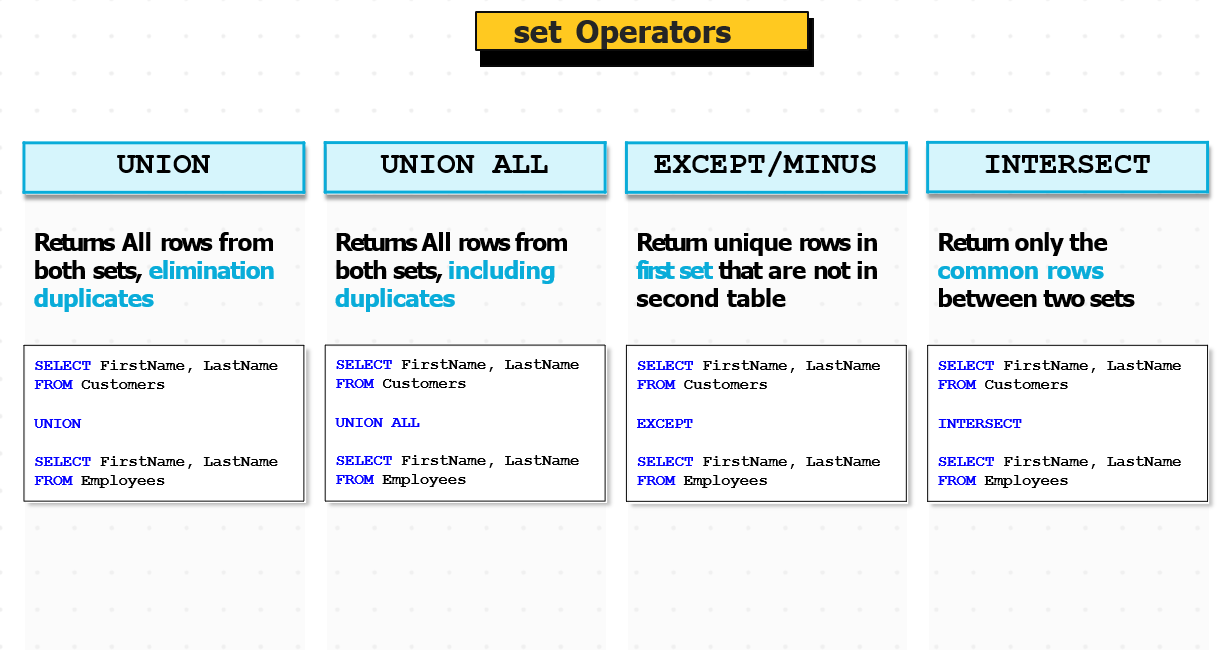 set Operators
UNION
Returns All rows from
both sets, elimination
duplicates
SELECT FirstName, LastName
FROM Customers
UNION
SELECT FirstName, LastName
FROM Employees
UNION ALL
Returns All rows from
both sets, including
duplicates
SELECT FirstName, LastName
FROM Customers
UNION ALL
SELECT FirstName, LastName
FROM Employees
EXCEPT/MINUS
Return unique rows in
first set that are not in
second table
SELECT FirstName, LastName
FROM Customers
EXCEPT
SELECT FirstName, LastName
FROM Employees
INTERSECT
Return only the
common rows
between two sets
SELECT FirstName, LastName
FROM Customers
INTERSECT
SELECT FirstName, LastName
FROM Employees